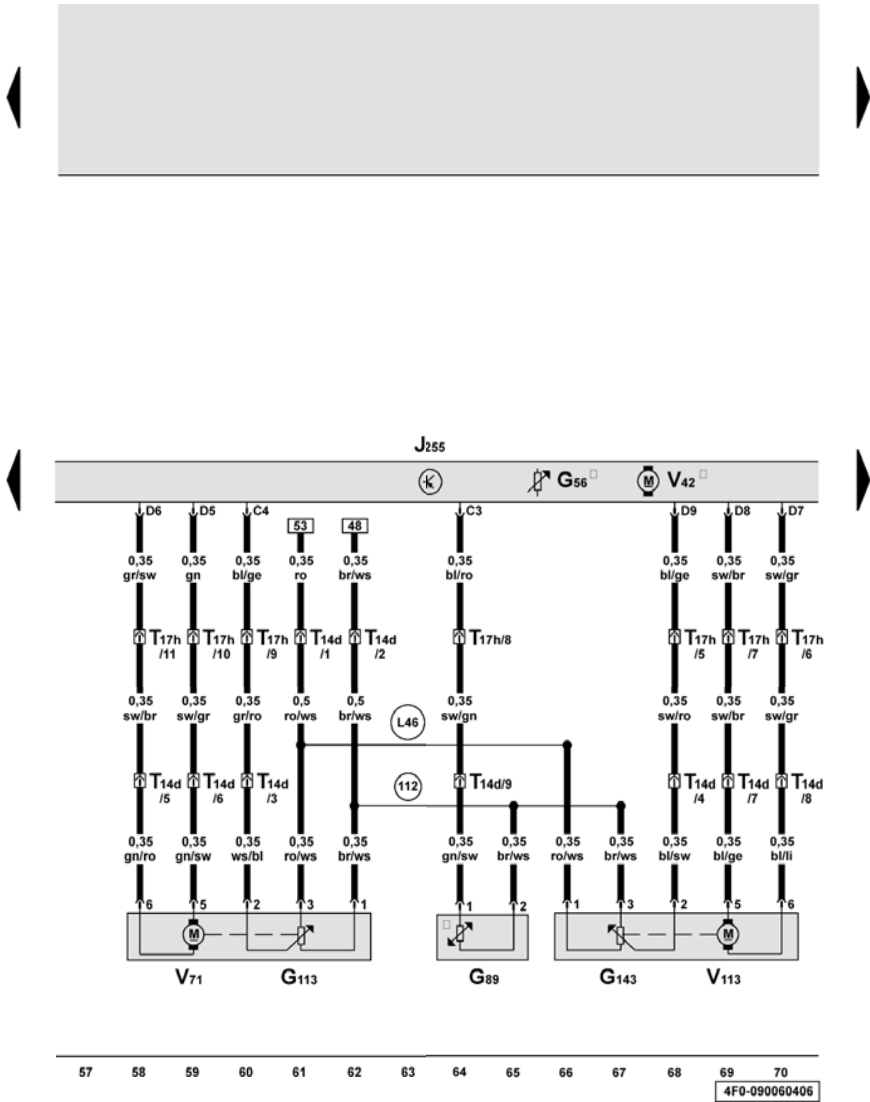 J255
G56 V42
D6 D5 C4 C3 D9 D8 D7
53 48
0,35 0,35 0,35 0,35 0,35 0,35 0,35 0,35 0,35
gr/sw gn bl/ge ro br/ws bl/ro bl/ge sw/br sw/gr
T17h T17h T17h T14d T14d T17h/8 T17h T17h T17h
/11 /10 /9 /1 /2 /5 /7 /6
0,35 0,35 0,35 0,5 0,5 0,35 0,35 0,35 0,35
sw/br sw/gr gr/ro ro/ws br/ws sw/gn sw/ro sw/br sw/gr
L46
T14d T14d T14d 112 T14d/9 T14d T14d T14d
/5 /6 /3 /4 /7 /8
0,35 0,35 0,35 0,35 0,35 0,35 0,35 0,35 0,35 0,35 0,35 0,35
gn/ro gn/sw ws/bl ro/ws br/ws gn/sw br/ws ro/ws br/ws bl/sw bl/ge bl/li
6 5 2 3 1 1 2 1 3 2 5 6
M M
V71 G113 G89 G143 V113
57 58 59 60 61 62 63 64 65 66 67 68 69 70
4F0-090060406